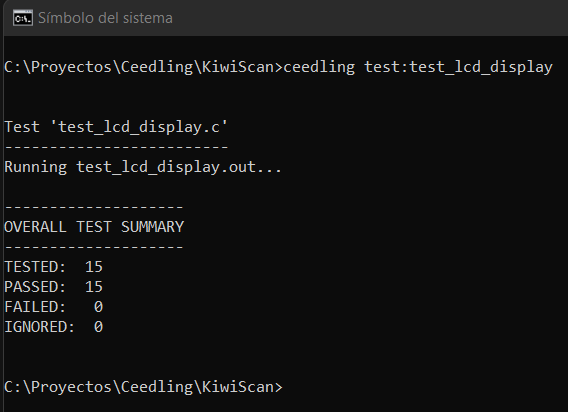 Símbolo del sistema
C:\Proyectos\Ceedling\KiwiScan>ceedling test:test_lcd_display
Test 'test_lcd_display.c'
-------------------------
Running test_lcd_display.out...
--------------------
OVERALL TEST SUMMARY
--------------------
TESTED:  15
PASSED:  15
FAILED:   0
IGNORED:  0
C:\Proyectos\Ceedling\KiwiScan>